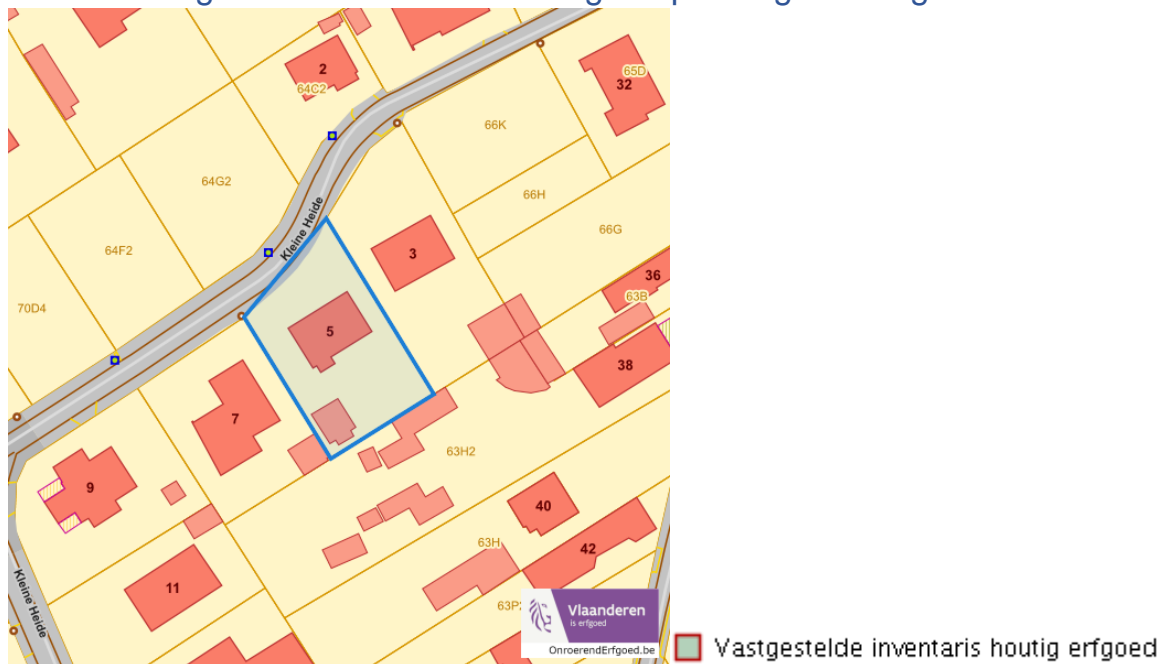 2
64C2
65D
32
66K
64G2
66H
Kleine Heide
66G
64F2
3
36
63B
70D4
5
38
7
63H2
9
40
63H
42
11
Kleine Heide
63P2
Vlaanderen
is erfgoed
OnroerendErfgoed.be
Vastgestelde inventaris houtig erfgoed